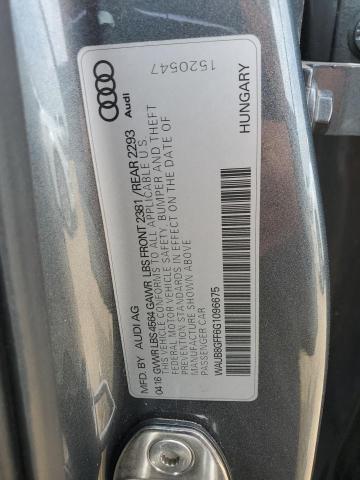 1520547
Audi
HUNGARY
MFD. BY AUDI AG
04·16 GVWR LBS 4564 GAWR LBS FRONT 2381 / REAR 2293
THIS VEHICLE CONFORMS TO ALL APPLICABLE U.S.
FEDERAL MOTOR VEHICLE SAFETY, BUMPER AND THEFT
PREVENTION STANDARDS IN EFFECT ON THE DATE OF
MANUFACTURE SHOWN ABOVE
PASSENGER CAR
WAUB8GFF6G1096675